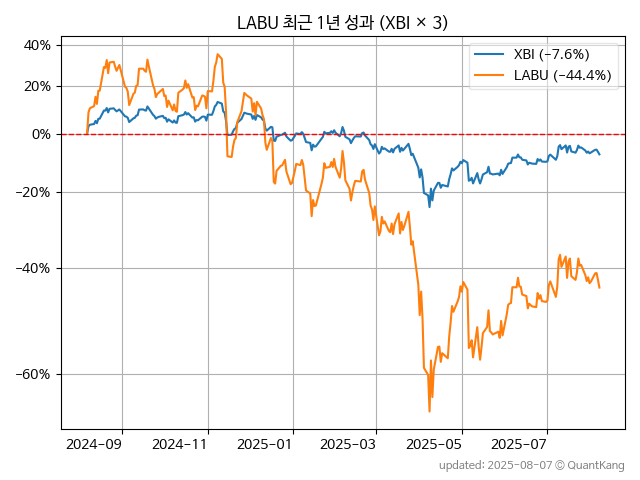 LABU 최근 1년 성과 (XBI × 3)
XBI (−7.6%)
LABU (−44.4%)
40%
20%
0%
−20%
−40%
−60%
2024-09 2024-11 2025-01 2025-03 2025-05 2025-07
updated: 2025-08-07 © QuantKang